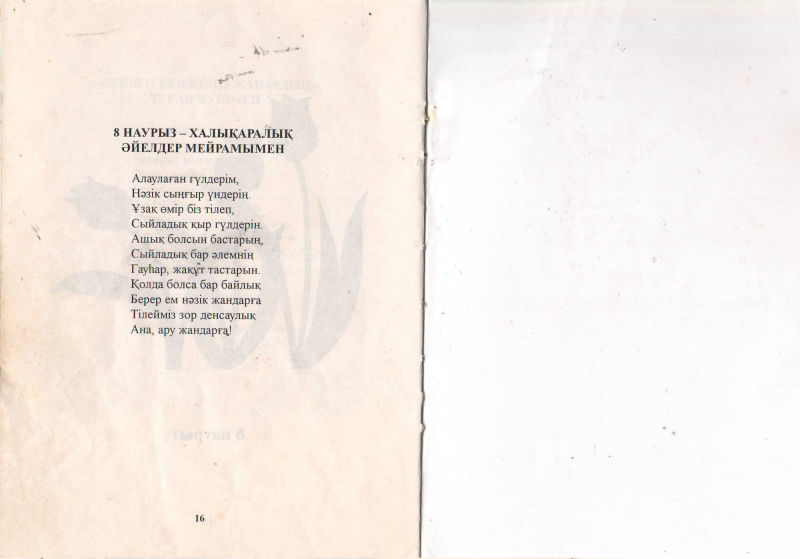 8 НАУРЫЗ – ХАЛЫҚАРАЛЫҚ
ӘЙЕЛДЕР МЕЙРАМЫМЕН
Алаулаған гүлдерім,
Нәзік сыңғыр үндерің.
Ұзақ өмір біз тілеп,
Сыйладық қыр гүлдерін.
Ашық болсын бастарың,
Сыйладық бар әлемнің
Гауһар, жақұт тастарын.
Қолда болса бар байлық
Берер ем нәзік жандарға
Тілейміз зор денсаулық
Ана, ару жандарға!
8 наурыз
16